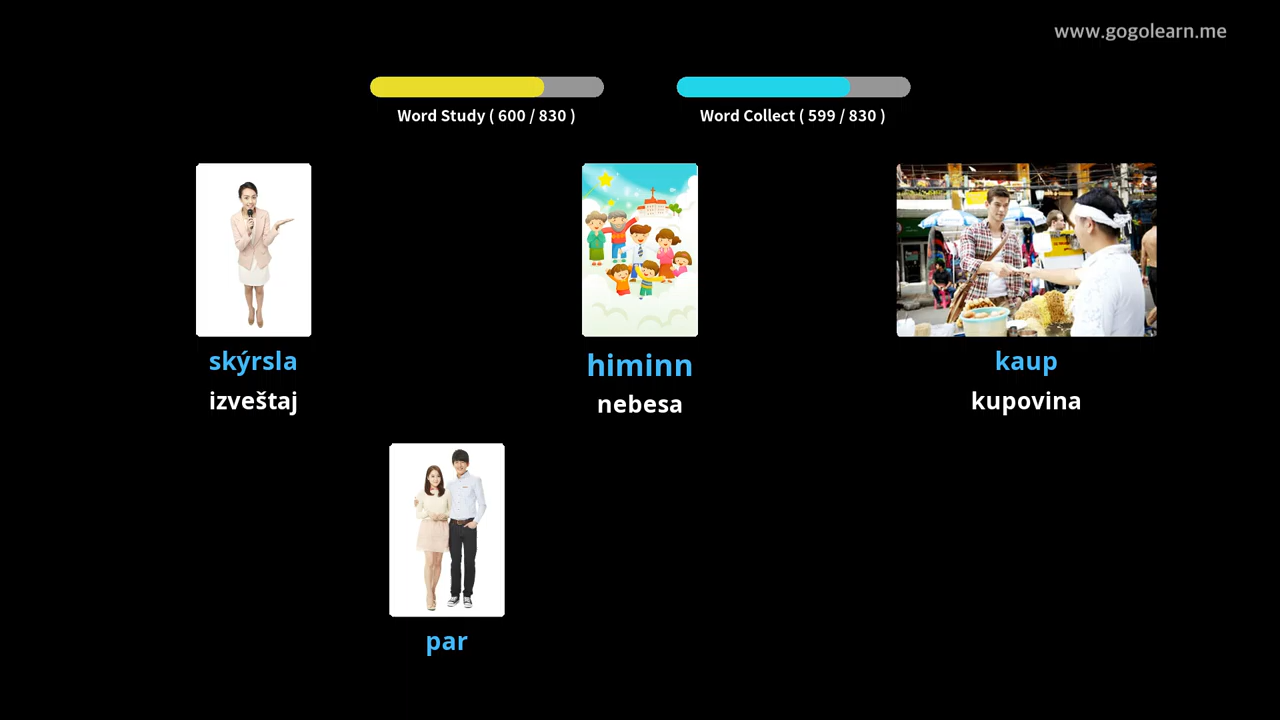 www.gogolearn.me
Word Study ( 600 / 830 )
Word Collect ( 599 / 830 )
skýrsla
izveštaj
himinn
nebesa
kaup
kupovina
par